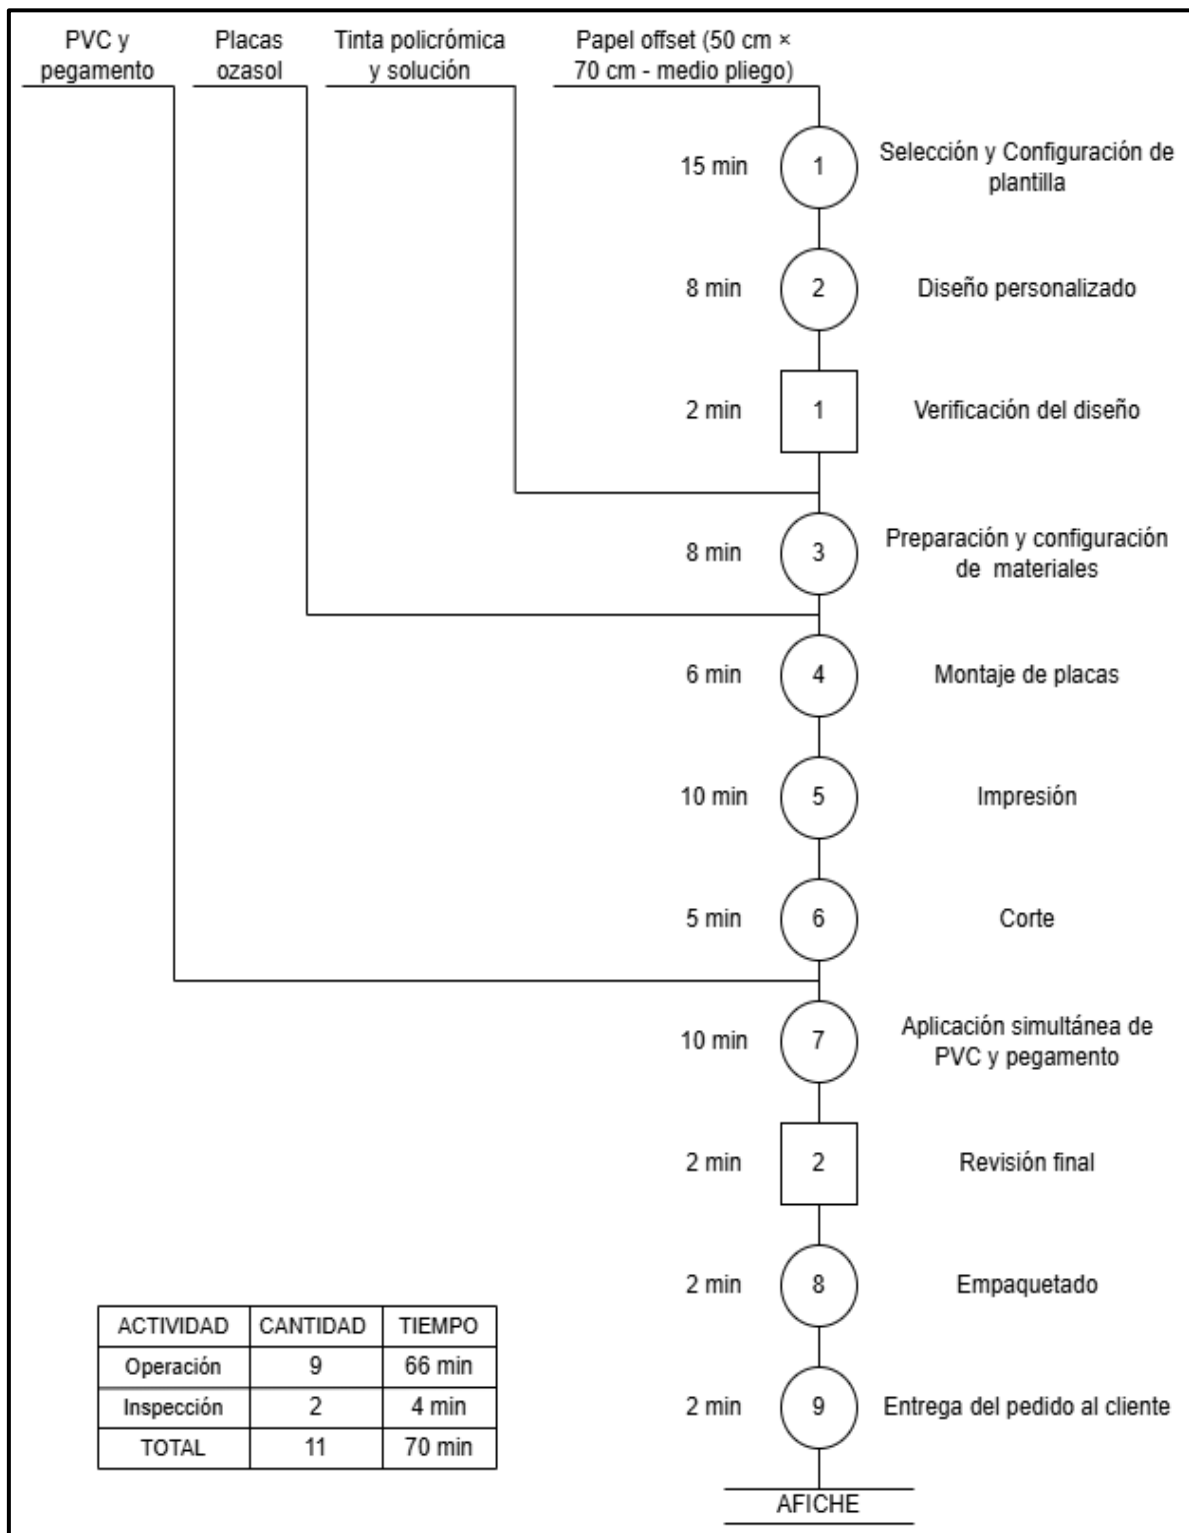 PVC y
pegamento
Placas
ozasol
Tinta policrómica
y solución
Papel offset (50 cm ×
70 cm - medio pliego)
15 min
1
Selección y Configuración de
plantilla
8 min
2
Diseño personalizado
2 min
1
Verificación del diseño
8 min
3
Preparación y configuración
de materiales
6 min
4
Montaje de placas
10 min
5
Impresión
5 min
6
Corte
10 min
7
Aplicación simultánea de
PVC y pegamento
2 min
2
Revisión final
2 min
8
Empaquetado
2 min
9
Entrega del pedido al cliente
AFICHE
ACTIVIDAD CANTIDAD TIEMPO
Operación 9 66 min
Inspección 2 4 min
TOTAL 11 70 min